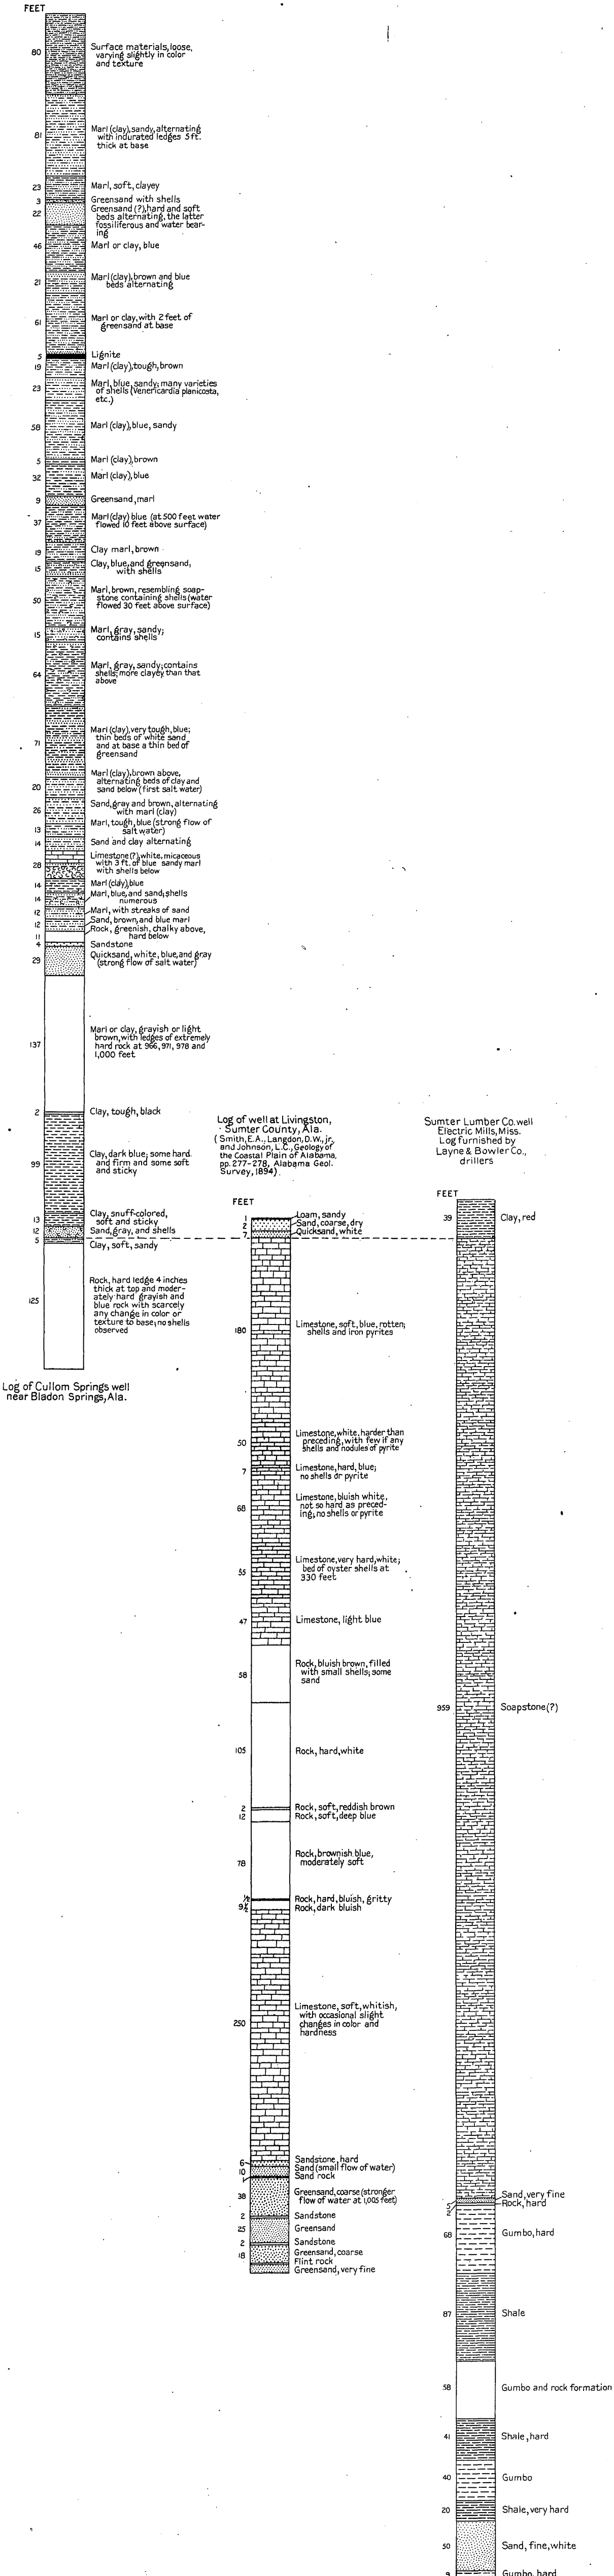 FEET
80
Surface materials, loose,
varying slightly in color
and texture
81
Marl (clay), sandy, alternating
with indurated ledges 5 ft.
thick at base
23
Marl, soft, clayey
3
Greensand with shells
22
Greensand (?), hard and soft
beds alternating, the latter
fossiliferous and water bear-
ing
46
Marl or clay, blue
21
Marl (clay), brown and blue
beds alternating
61
Marl or clay, with 2 feet of
greensand at base
5
Lignite
19
Marl (clay), tough, brown
23
Marl, blue, sandy; many varieties
of shells (Venericardia planicosta,
etc.)
58
Marl (clay), blue, sandy
5
Marl (clay), brown
32
Marl (clay), blue
9
Greensand, marl
37
Marl (clay) blue (at 500 feet water
flowed 10 feet above surface)
19
Clay marl, brown
15
Clay, blue, and greensand,
with shells
50
Marl, brown, resembling soap-
stone containing shells (water
flowed 30 feet above surface)
15
Marl, gray, sandy;
contains shells
64
Marl, gray, sandy; contains
shells; more clayey than that
above
71
Marl (clay), very tough, blue;
thin beds of white sand
and at base a thin bed of
greensand
20
Marl (clay), brown above,
alternating beds of clay and
sand below (first salt water)
26
Sand, gray and brown, alternating
with marl (clay)
13
Marl, tough, blue (strong flow of
salt water)
14
Sand and clay alternating
28
Limestone (?), white, micaceous
with 3 ft. of blue sandy marl
with shells below
14
Marl (clay), blue
14
Marl, blue, and sand; shells
numerous
12
Marl, with streaks of sand
12
Sand, brown, and blue marl
11
Rock, greenish, chalky above,
hard below
4
Sandstone
29
Quicksand, white, blue, and gray
(strong flow of salt water)
137
Marl or clay, grayish or light
brown, with ledges of extremely
hard rock at 966, 971, 978 and
1,000 feet
2
Clay, tough, black
99
Clay, dark blue; some hard
and firm and some soft
and sticky
13
Clay, snuff-colored,
soft and sticky
12
Sand, gray, and shells
5
Clay, soft, sandy
125
Rock, hard ledge 4 inches
thick at top and moder-
ately hard grayish and
blue rock with scarcely
any change in color or
texture to base; no shells
observed
Log of Cullom Springs well
near Bladon Springs, Ala.
Log of well at Livingston,
Sumter County, Ala.
(Smith, E.A., Langdon, D.W., jr.,
and Johnson, L.C., Geology of
the Coastal Plain of Alabama,
pp. 277-278, Alabama Geol.
Survey, 1894)
FEET
1
Loam, sandy
2
Sand, coarse, dry
7
Quicksand, white
180
Limestone, soft, blue, rotten;
shells and iron pyrites
50
Limestone, white, harder than
preceding, with few if any
shells and nodules of pyrite
7
Limestone, hard, blue;
no shells or pyrite
68
Limestone, bluish white,
not so hard as preced-
ing; no shells or pyrite
55
Limestone, very hard, white;
bed of oyster shells at
330 feet
47
Limestone, light blue
58
Rock, bluish brown, filled
with small shells; some
sand
105
Rock, hard, white
2
Rock, soft, reddish brown
12
Rock, soft, deep blue
78
Rock, brownish blue,
moderately soft
½
Rock, hard, bluish, gritty
9½
Rock, dark bluish
250
Limestone, soft, whitish,
with occasional slight
changes in color and
hardness
6
Sandstone, hard
10
Sand (small flow of water)
1
Sand rock
38
Greensand, coarse (stronger
flow of water at 1,005 feet)
2
Sandstone
25
Greensand
2
Sandstone
18
Greensand, coarse
Flint rock
Greensand, very fine
Sumter Lumber Co. well
Electric Mills, Miss.
Log furnished by
Layne & Bowler Co.,
drillers
FEET
39
Clay, red
959
Soapstone (?)
5
Sand, very fine
2
Rock, hard
68
Gumbo, hard
87
Shale
58
Gumbo and rock formation
41
Shale, hard
40
Gumbo
20
Shale, very hard
50
Sand, fine, white
9
Gumbo, hard